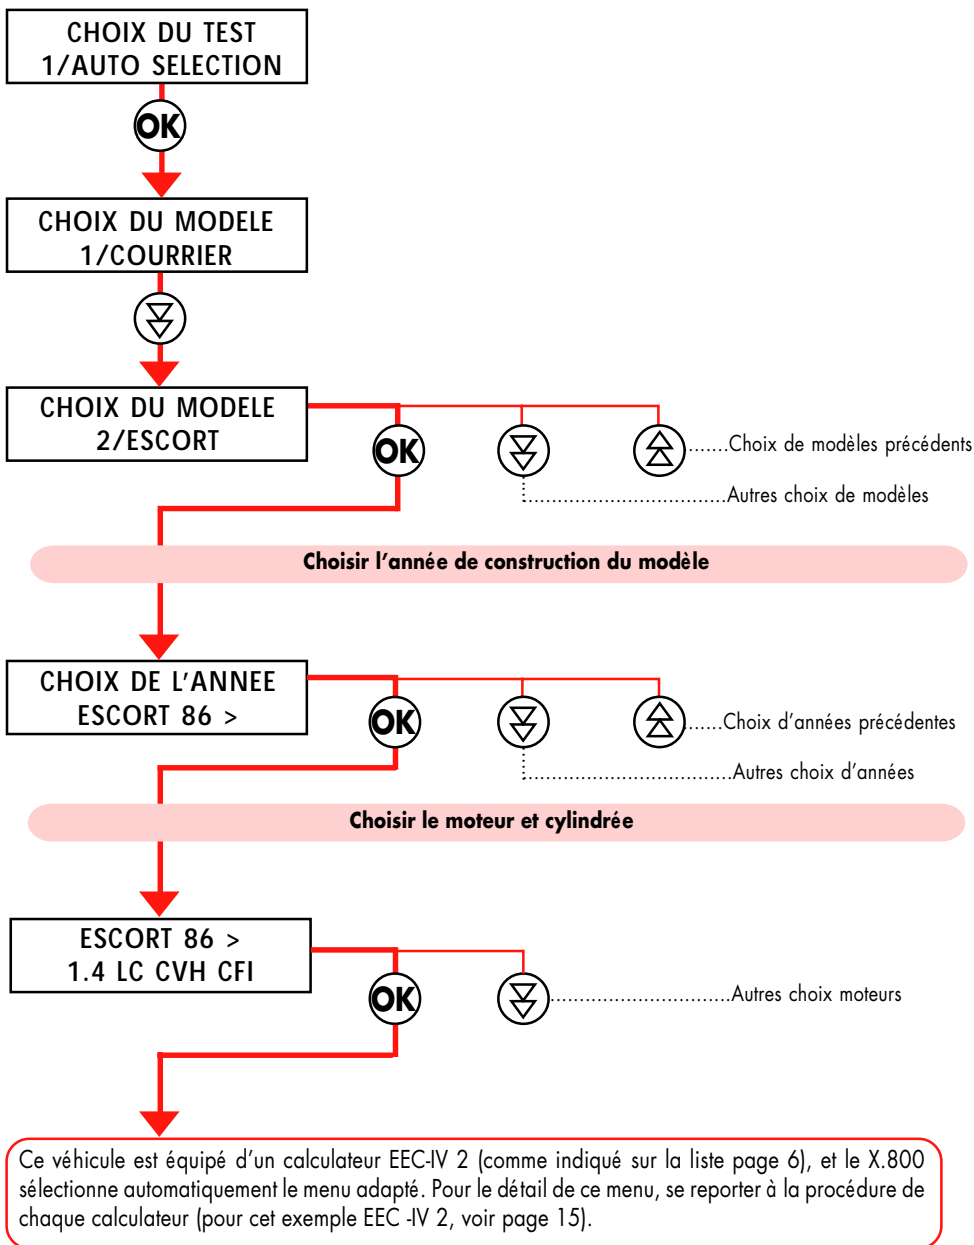 CHOIX DU TEST
1/AUTO SELECTION
OK
CHOIX DU MODELE
1/COURRIER
CHOIX DU MODELE
2/ESCORT
OK
.......Choix de modèles précédents
...................................Autres choix de modèles
Choisir l'année de construction du modèle
CHOIX DE L'ANNEE
ESCORT 86 >
OK
.......Choix d'années précédentes
...................................Autres choix d'années
Choisir le moteur et cylindrée
ESCORT 86 >
1.4 LC CVH CFI
OK
...............................Autres choix moteurs
Ce véhicule est équipé d'un calculateur EEC-IV 2 (comme indiqué sur la liste page 6), et le X.800
sélectionne automatiquement le menu adapté. Pour le détail de ce menu, se reporter à la procédure de
chaque calculateur (pour cet exemple EEC -IV 2, voir page 15).